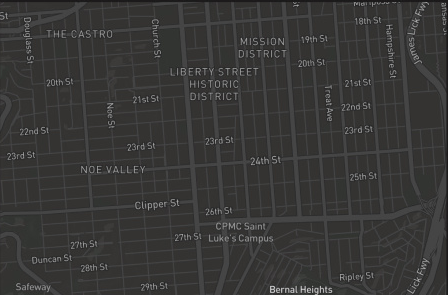 St
Mariposa St
18th St
James Lick Fwy
Douglass St
THE CASTRO
Church St
MISSION
DISTRICT
19th St
Hampshire St
20th St
LIBERTY STREET
HISTORIC
DISTRICT
20th St
21st St
Noe St
21st St
Treat Ave
22nd St
22nd St
23rd St
23rd St
23rd St
23rd St
NOE VALLEY
24th St
25th St
Clipper St
26th St
CPMC Saint
Luke's Campus
27th St
27th St
Duncan St
28th St
Ripley St
Lick Fwy
Safeway
29th St
Bernal Heights